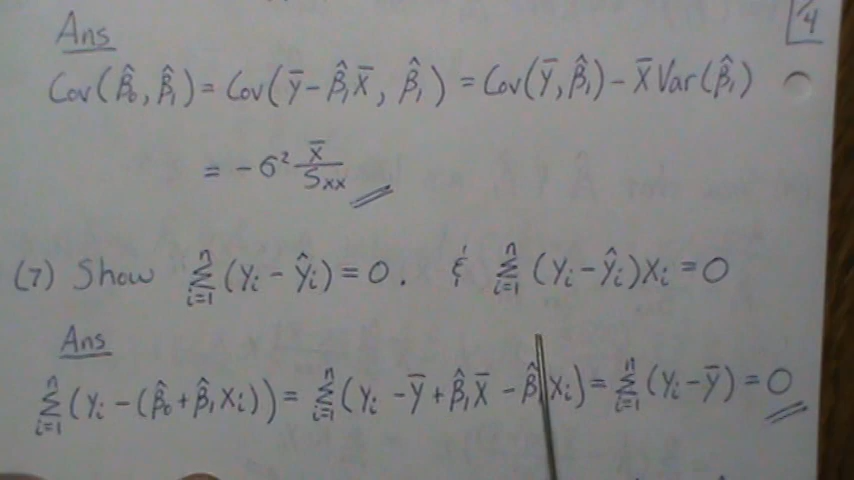 4
Ans
Cov(β̂₀, β̂₁) = Cov(ȳ - β̂₁x̄, β̂₁) = Cov(ȳ, β̂₁) - x̄ Var(β̂₁)
= -σ² x̄/Sxx
(7) Show Σᵢ₌₁ⁿ (yᵢ - ŷᵢ) = 0. & Σᵢ₌₁ⁿ (yᵢ - ŷᵢ)xᵢ = 0
Ans
Σᵢ₌₁ⁿ (yᵢ - (β̂₀ + β̂₁xᵢ)) = Σᵢ₌₁ⁿ (yᵢ - ȳ + β̂₁x̄ - β̂₁xᵢ) = Σᵢ₌₁ⁿ (yᵢ - ȳ) = 0